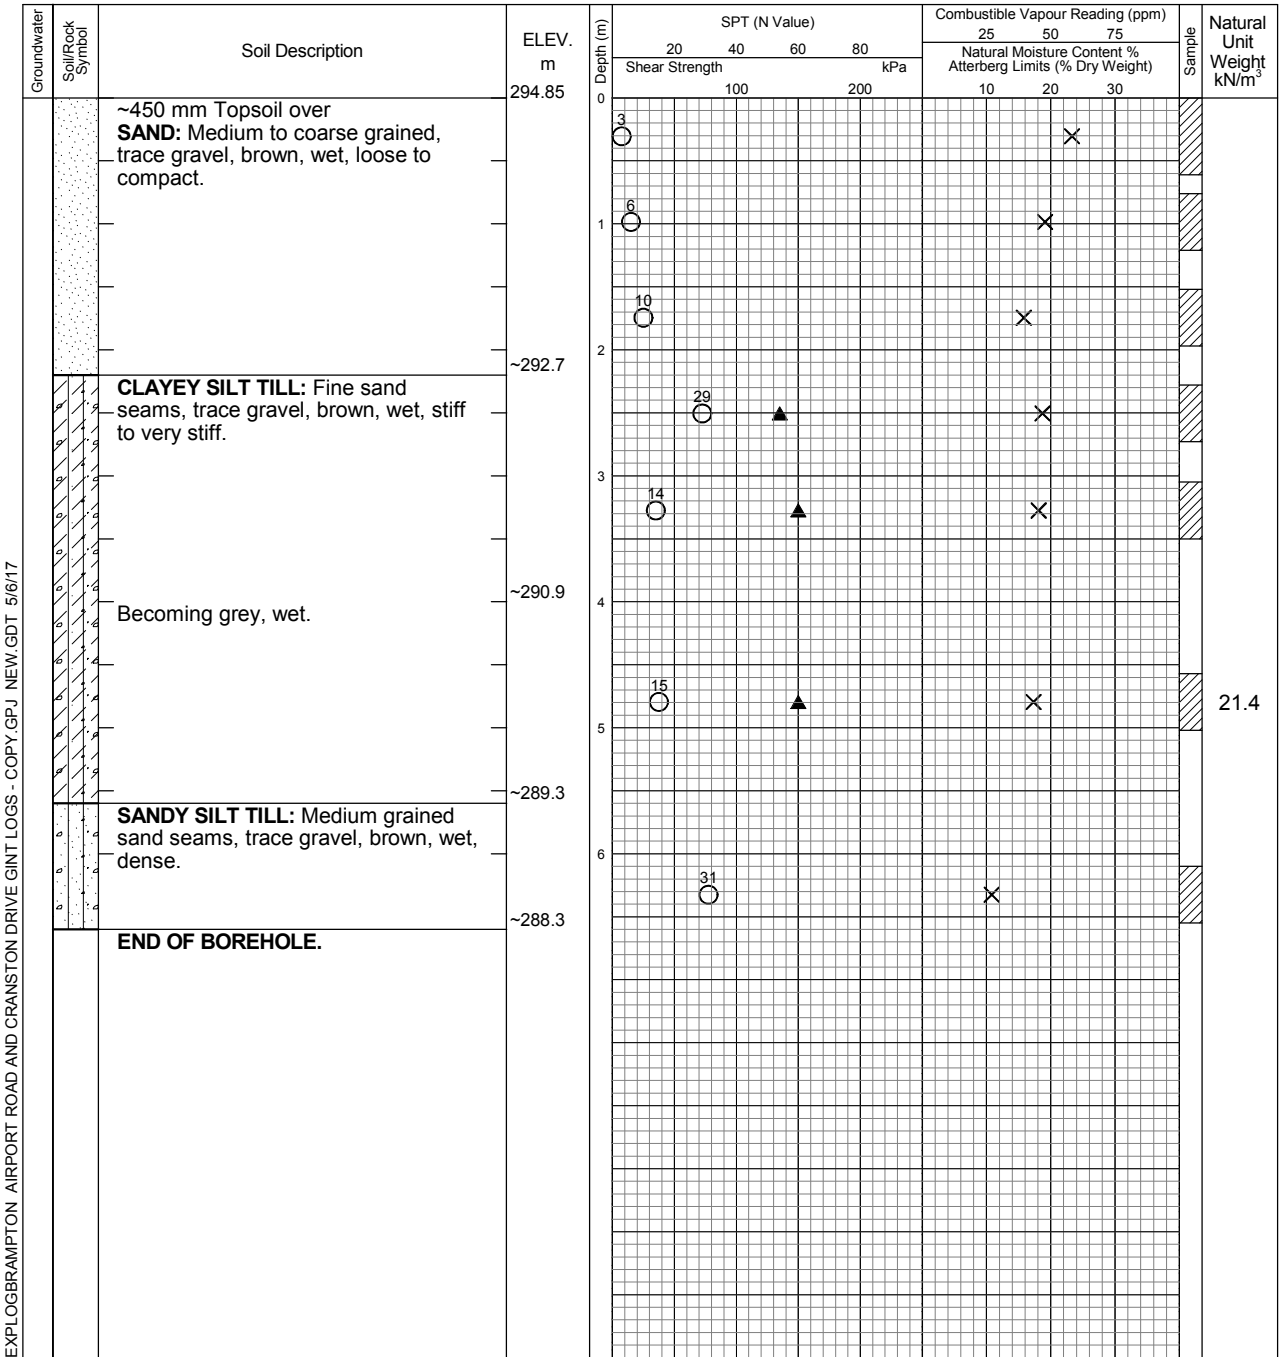 Groundwater
Soil/Rock
Symbol
Soil Description
ELEV.
m
Depth (m)
SPT (N Value)
20 40 60 80
Shear Strength kPa
100 200
Combustible Vapour Reading (ppm)
25 50 75
Natural Moisture Content %
Atterberg Limits (% Dry Weight)
10 20 30
Sample
Natural
Unit
Weight
kN/m3
294.85
0
~450 mm Topsoil over
SAND: Medium to coarse grained,
trace gravel, brown, wet, loose to
compact.
3
6
1
10
2
~292.7
CLAYEY SILT TILL: Fine sand
seams, trace gravel, brown, wet, stiff
to very stiff.
29
3
14
~290.9
Becoming grey, wet.
4
15
21.4
5
~289.3
SANDY SILT TILL: Medium grained
sand seams, trace gravel, brown, wet,
dense.
6
31
~288.3
END OF BOREHOLE.
EXPLOGBRAMPTON AIRPORT ROAD AND CRANSTON DRIVE GINT LOGS - COPY.GPJ NEW.GDT 5/6/17